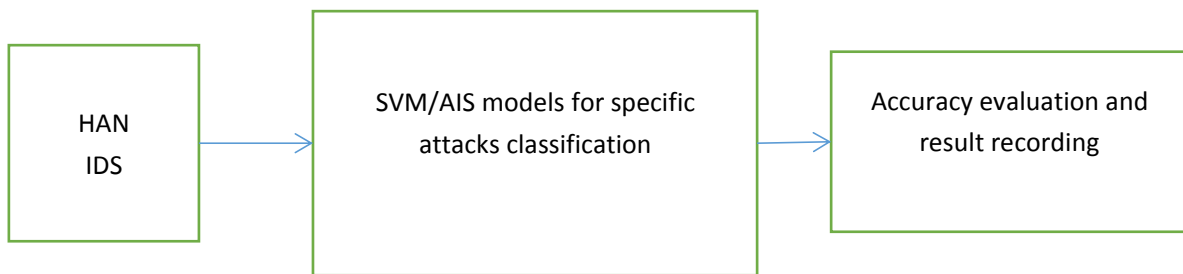 HAN
IDS
SVM/AIS models for specific
attacks classification
Accuracy evaluation and
result recording